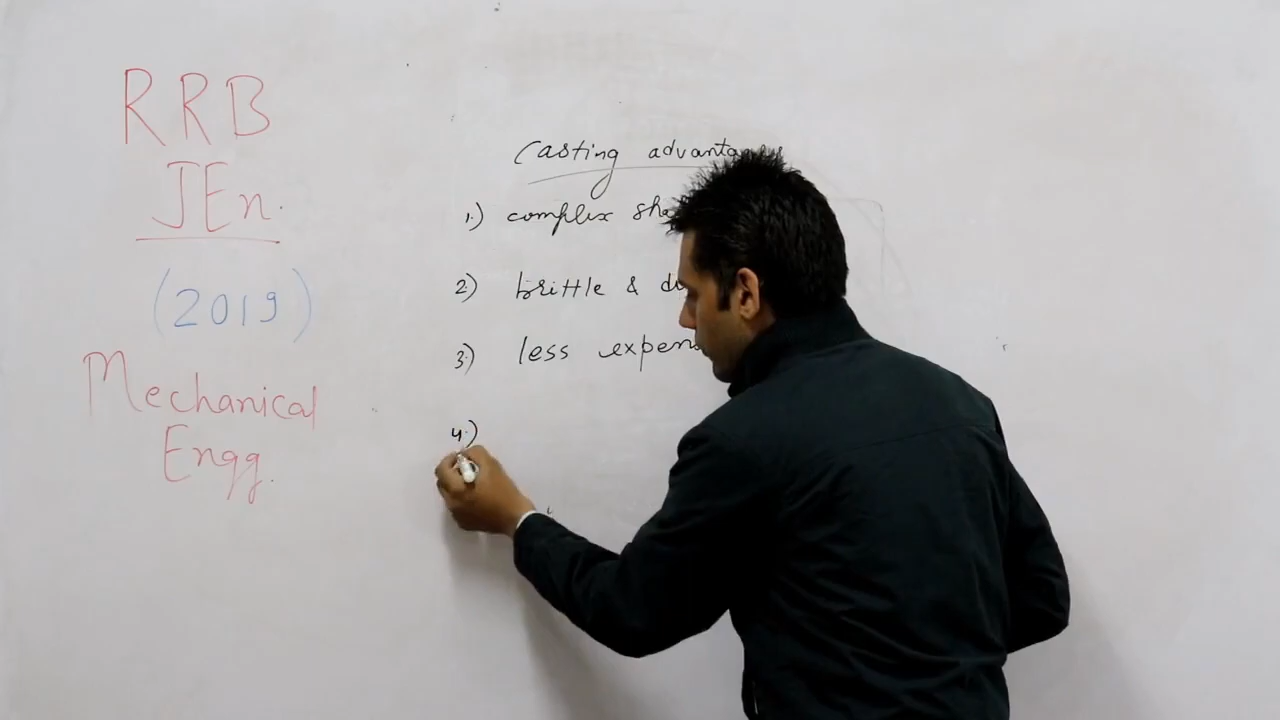 RRB
JEn.
(2019)
Mechanical
Engg.
Casting
1.) complex
2) brittle &
3.) less
4.)